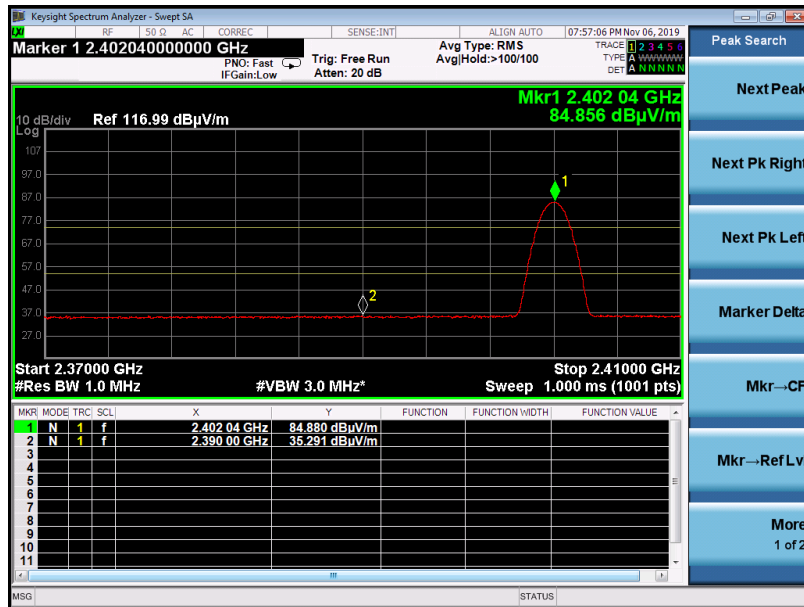 Keysight Spectrum Analyzer - Swept SA
LXI RF 50 Ω AC CORREC SENSE:INT ALIGN AUTO 07:57:06 PM Nov 06, 2019
Marker 1 2.402040000000 GHz
PNO: Fast
IFGain:Low
Trig: Free Run
Atten: 20 dB
Avg Type: RMS
Avg|Hold:>100/100
TRACE 1 2 3 4 5 6
TYPE A WWWWW
DET A N N N N N
Peak Search
Mkr1 2.402 04 GHz
84.856 dBµV/m
10 dB/div
Log
Ref 116.99 dBµV/m
107
97.0
87.0
77.0
67.0
57.0
47.0
37.0
27.0
1
2
Start 2.37000 GHz
Stop 2.41000 GHz
#Res BW 1.0 MHz
#VBW 3.0 MHz*
Sweep 1.000 ms (1001 pts)
MKR MODE TRC SCL X Y FUNCTION FUNCTION WIDTH FUNCTION VALUE
1 N 1 f 2.402 04 GHz 84.880 dBµV/m
2 N 1 f 2.390 00 GHz 35.291 dBµV/m
3
4
5
6
7
8
9
10
11
MSG
STATUS
Next Peak
Next Pk Right
Next Pk Left
Marker Delta
Mkr→CF
Mkr→Ref Lv
More
1 of 2